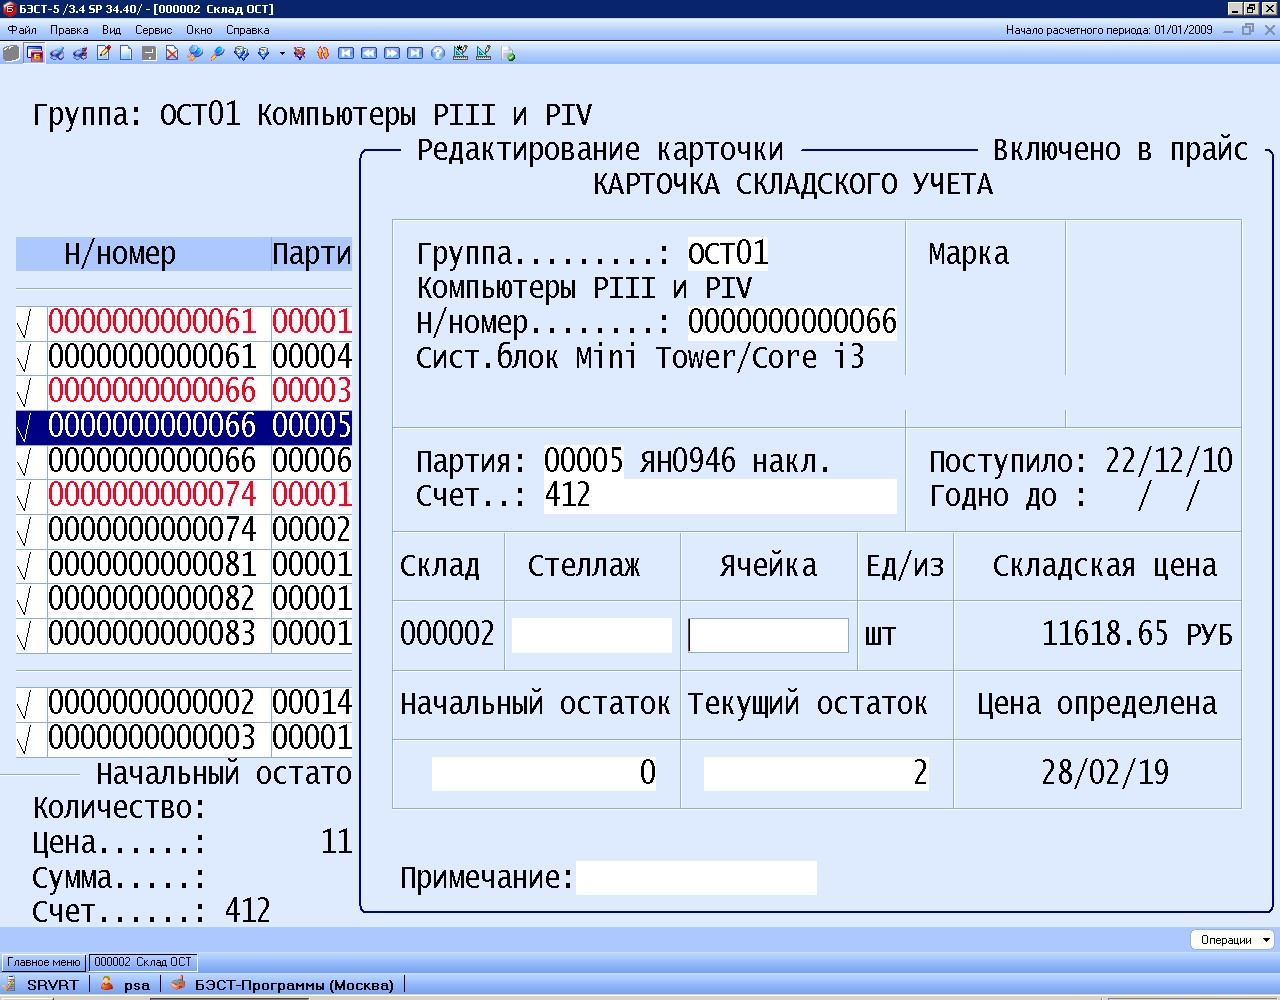 БЭСТ-5 /3.4 SP 34.40/ - [000002 Склад ОСТ]
Файл Правка Вид Сервис Окно Справка Начало расчетного периода: 01/01/2009
Группа: ОСТ01 Компьютеры PIII и PIV
Редактирование карточки Включено в прайс
КАРТОЧКА СКЛАДСКОГО УЧЕТА
Н/номер Парти
√ 0000000000061 00001
√ 0000000000061 00004
√ 0000000000066 00003
√ 0000000000066 00005
√ 0000000000066 00006
√ 0000000000074 00001
√ 0000000000074 00002
√ 0000000000081 00001
√ 0000000000082 00001
√ 0000000000083 00001
√ 0000000000002 00014
√ 0000000000003 00001
Начальный остато
Количество:
Цена......: 11
Сумма.....:
Счет......: 412
Группа.........: ОСТ01 Марка
Компьютеры PIII и PIV
Н/номер........: 0000000000066
Сист.блок Mini Tower/Core i3
Партия: 00005 ЯН0946 накл. Поступило: 22/12/10
Счет..: 412 Годно до : / /
Склад Стеллаж Ячейка Ед/из Складская цена
000002 шт 11618.65 РУБ
Начальный остаток Текущий остаток Цена определена
0 2 28/02/19
Примечание:
Операции
Главное меню 000002 Склад ОСТ
SRVRT psa БЭСТ-Программы (Москва)